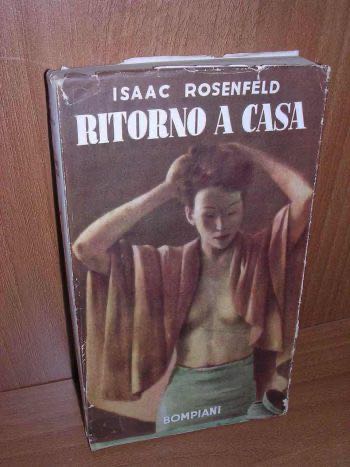 ISAAC ROSENFELD
RITORNO A CASA
BOMPIANI